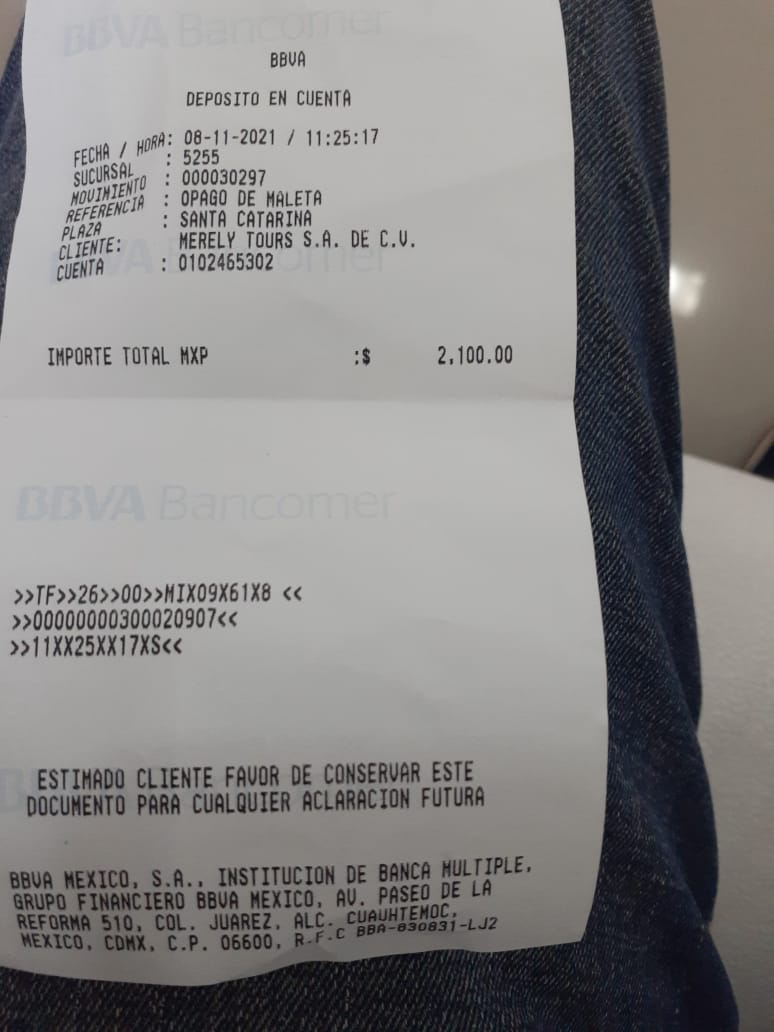 BBVA Bancomer
BBVA
DEPOSITO EN CUENTA
FECHA / HORA: 08-11-2021 / 11:25:17
SUCURSAL : 5255
MOVIMIENTO : 000030297
REFERENCIA : OPAGO DE MALETA
PLAZA : SANTA CATARINA
CLIENTE: MERELY TOURS S.A. DE C.V.
CUENTA : 0102465302
IMPORTE TOTAL MXP :$ 2,100.00
BBVA Bancomer
>>TF>>26>>00>>MIX09X61X8 <<
>>00000000300020907<<
>>11XX25XX17XS<<
ESTIMADO CLIENTE FAVOR DE CONSERVAR ESTE
DOCUMENTO PARA CUALQUIER ACLARACION FUTURA
BBVA MEXICO, S.A., INSTITUCION DE BANCA MULTIPLE,
GRUPO FINANCIERO BBVA MEXICO, AV. PASEO DE LA
REFORMA 510, COL. JUAREZ, ALC. CUAUHTEMOC,
MEXICO, CDMX, C.P. 06600, R.F.C BBA-830831-LJ2